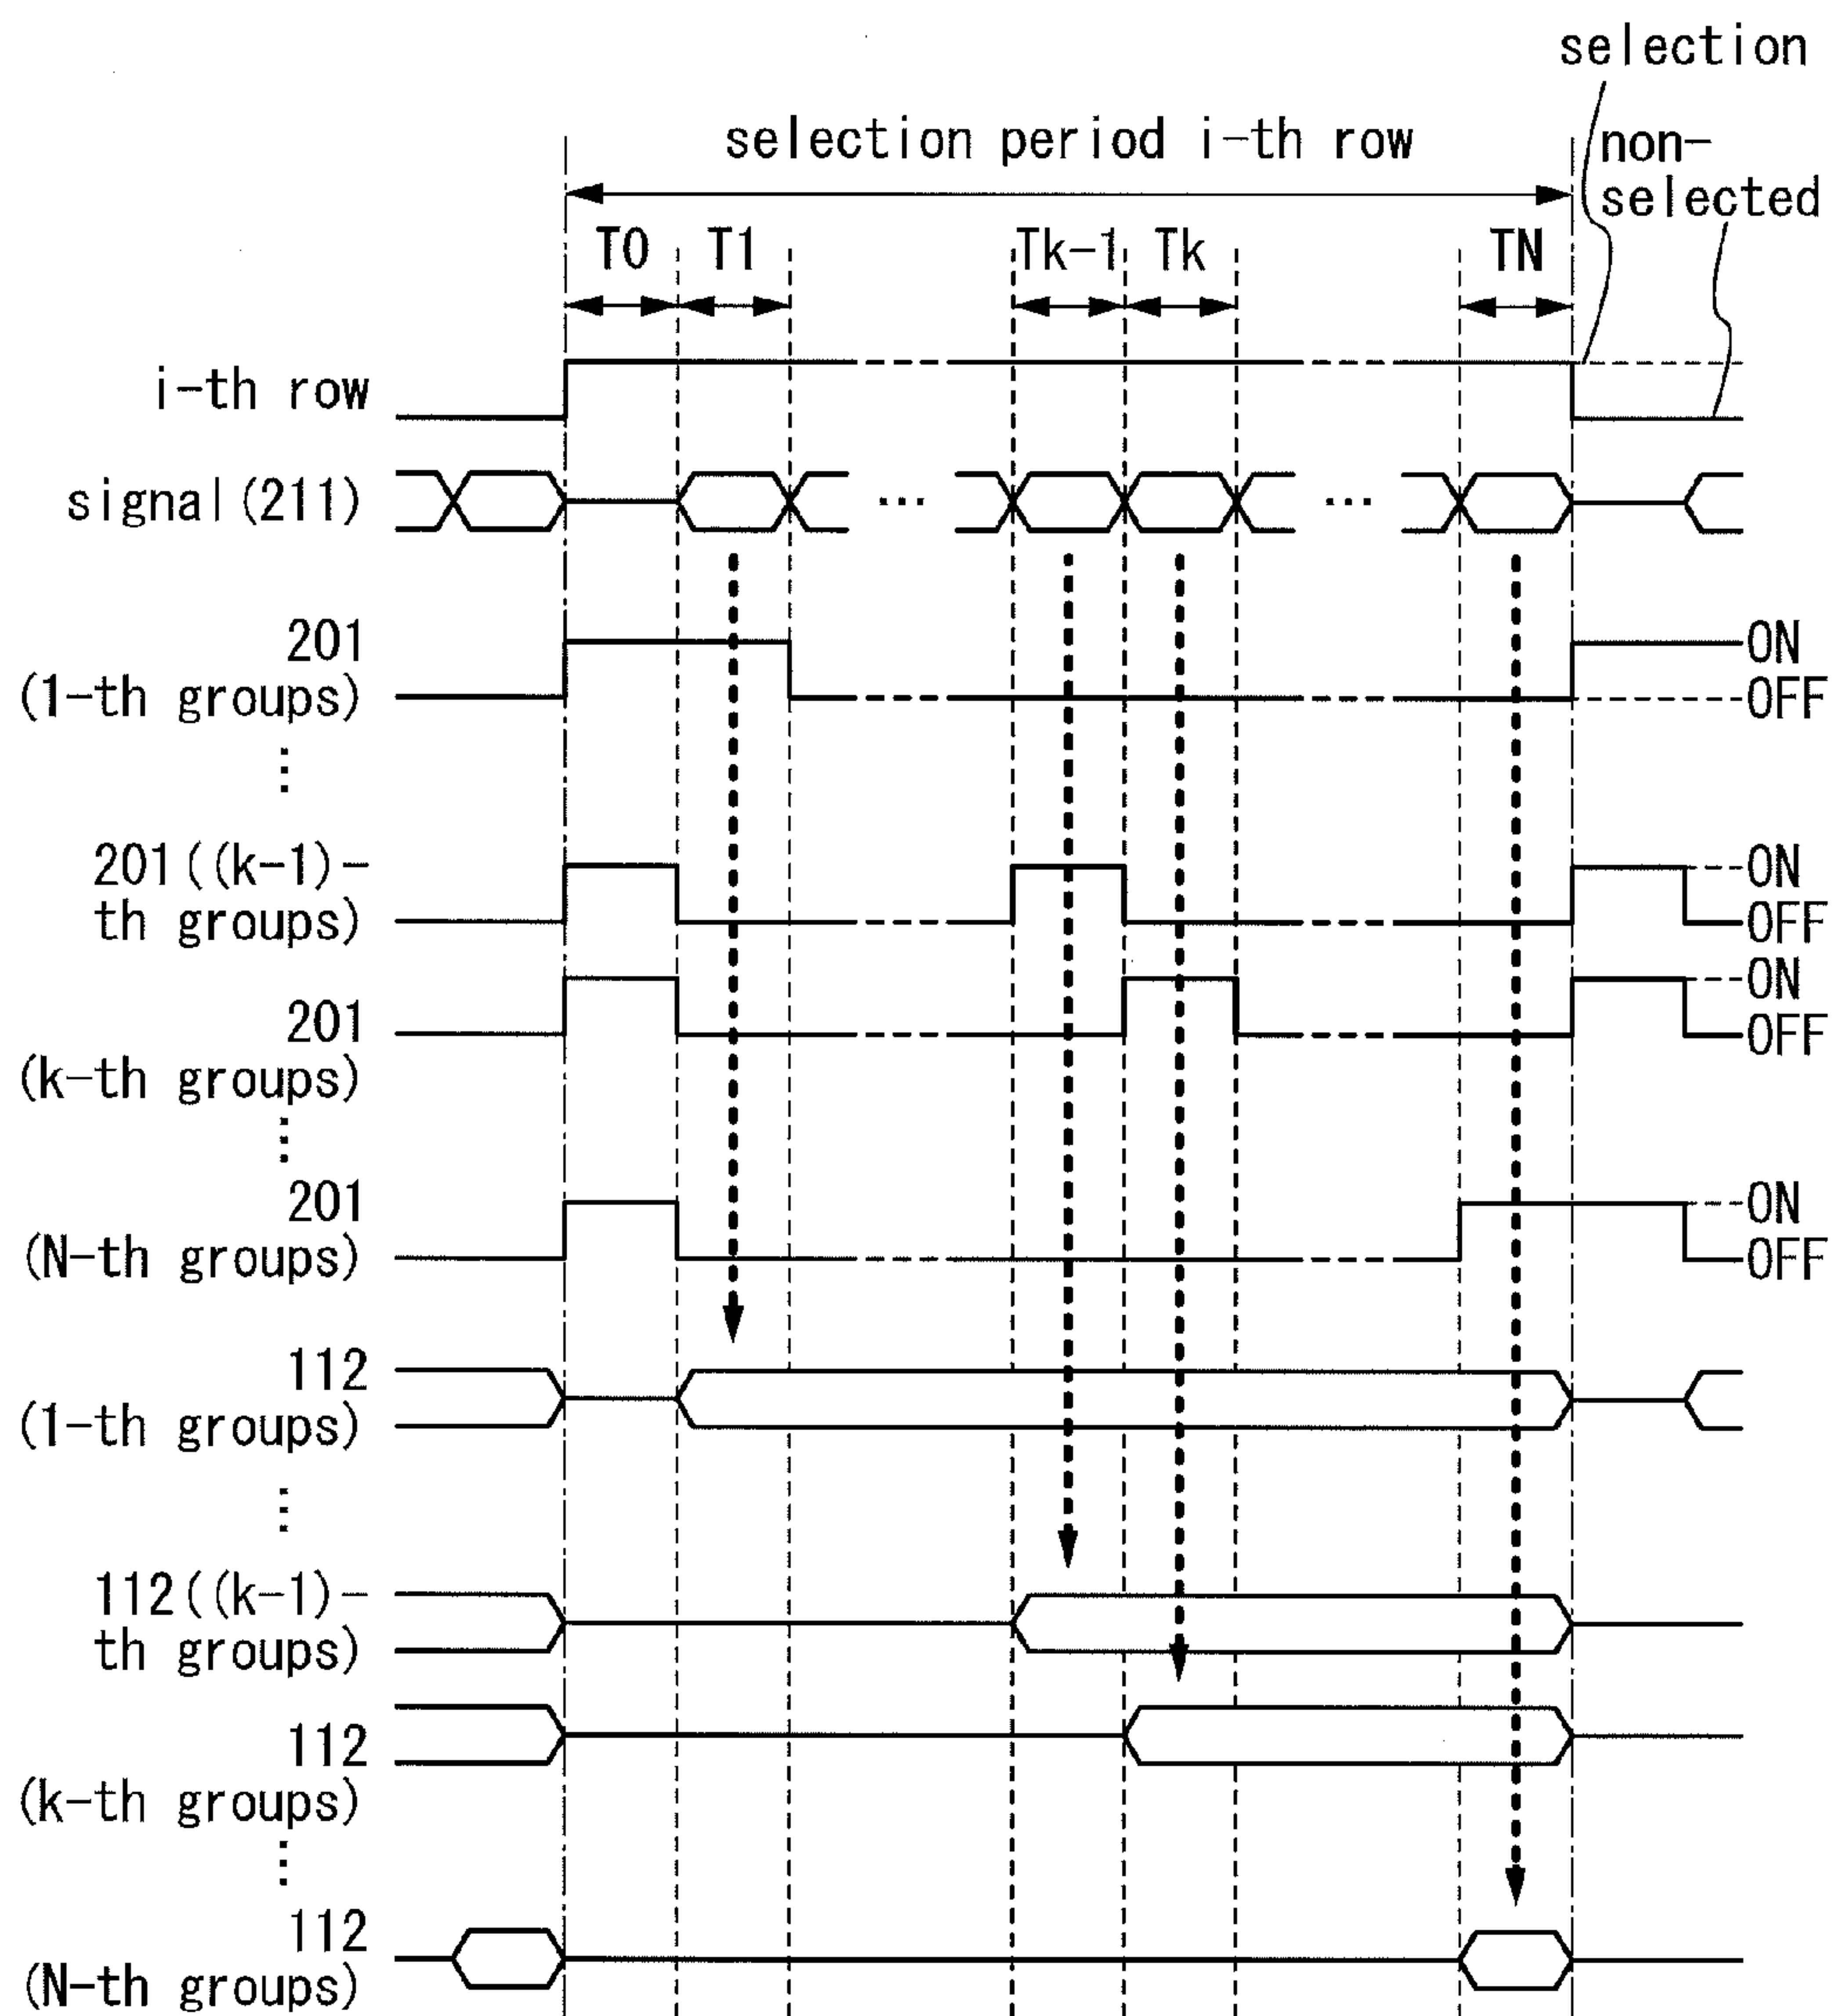 selection
selection period i-th row
non-
selected
T0 T1 Tk-1 Tk TN
i-th row
signal(211)
... ...
201
(1-th groups)
ON
OFF
⋮
201((k-1)-
th groups)
ON
OFF
201
(k-th groups)
ON
OFF
⋮
201
(N-th groups)
ON
OFF
112
(1-th groups)
⋮
112((k-1)-
th groups)
112
(k-th groups)
⋮
112
(N-th groups)